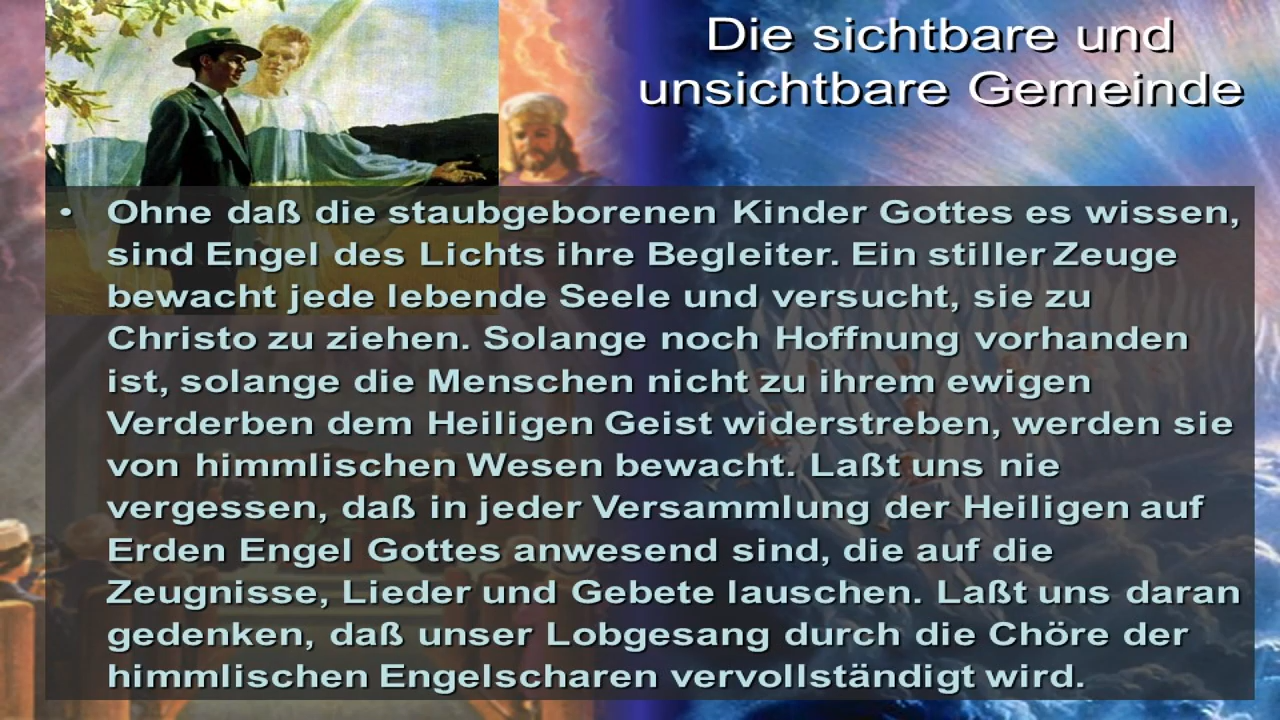 Die sichtbare und
unsichtbare Gemeinde
• Ohne daß die staubgeborenen Kinder Gottes es wissen,
sind Engel des Lichts ihre Begleiter. Ein stiller Zeuge
bewacht jede lebende Seele und versucht, sie zu
Christo zu ziehen. Solange noch Hoffnung vorhanden
ist, solange die Menschen nicht zu ihrem ewigen
Verderben dem Heiligen Geist widerstreben, werden sie
von himmlischen Wesen bewacht. Laßt uns nie
vergessen, daß in jeder Versammlung der Heiligen auf
Erden Engel Gottes anwesend sind, die auf die
Zeugnisse, Lieder und Gebete lauschen. Laßt uns daran
gedenken, daß unser Lobgesang durch die Chöre der
himmlischen Engelscharen vervollständigt wird.